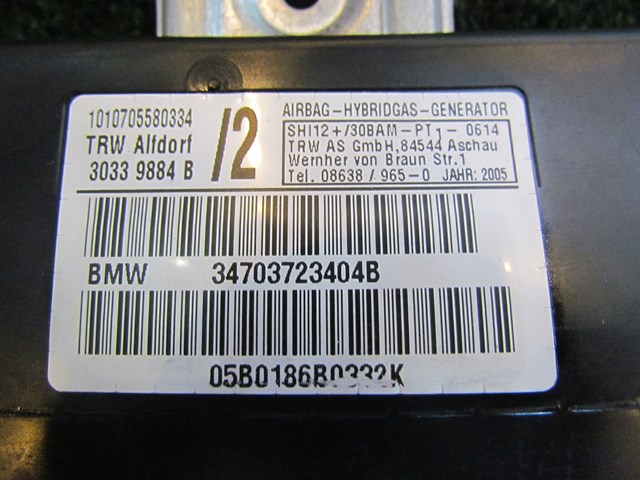 1010705580334
TRW Alfdorf
3033 9884 B
/2
AIRBAG-HYBRIDGAS-GENERATOR
SHI12+/30BAM-PT1- 0614
TRW AS GmbH,84544 Aschau
Wernher von Braun Str.1
Tel. 08638 / 965-0 JAHR: 2005
BMW 34703723404B
05B0186B0332K